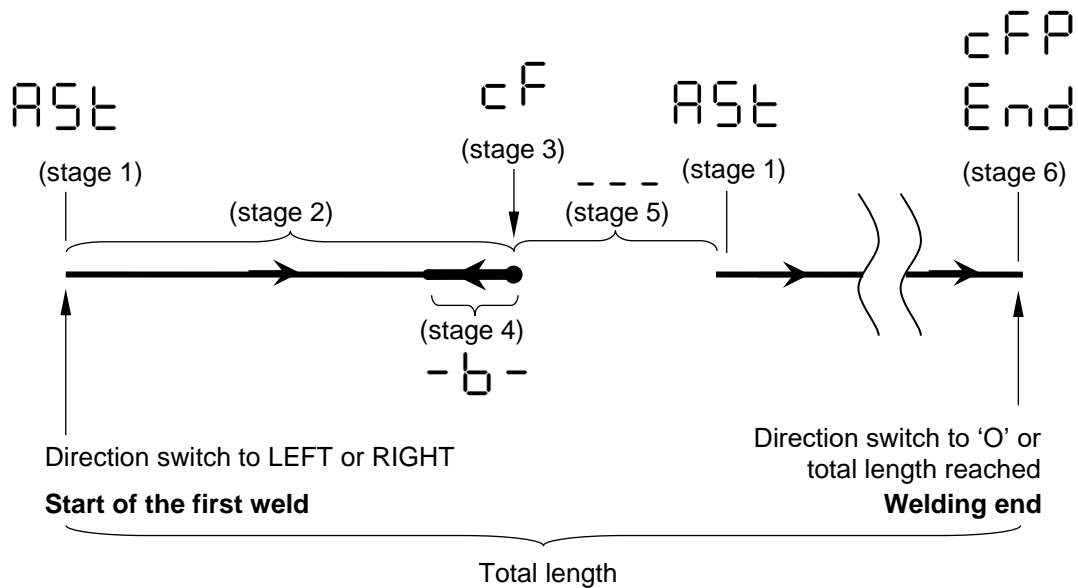 cFP
ASt
cF
ASt
End
(stage 1)
(stage 3)
(stage 1)
(stage 6)
- - -
(stage 2)
(stage 5)
(stage 4)
-b-
Direction switch to LEFT or RIGHT
Start of the first weld
Direction switch to ‘O’ or
total length reached
Welding end
Total length